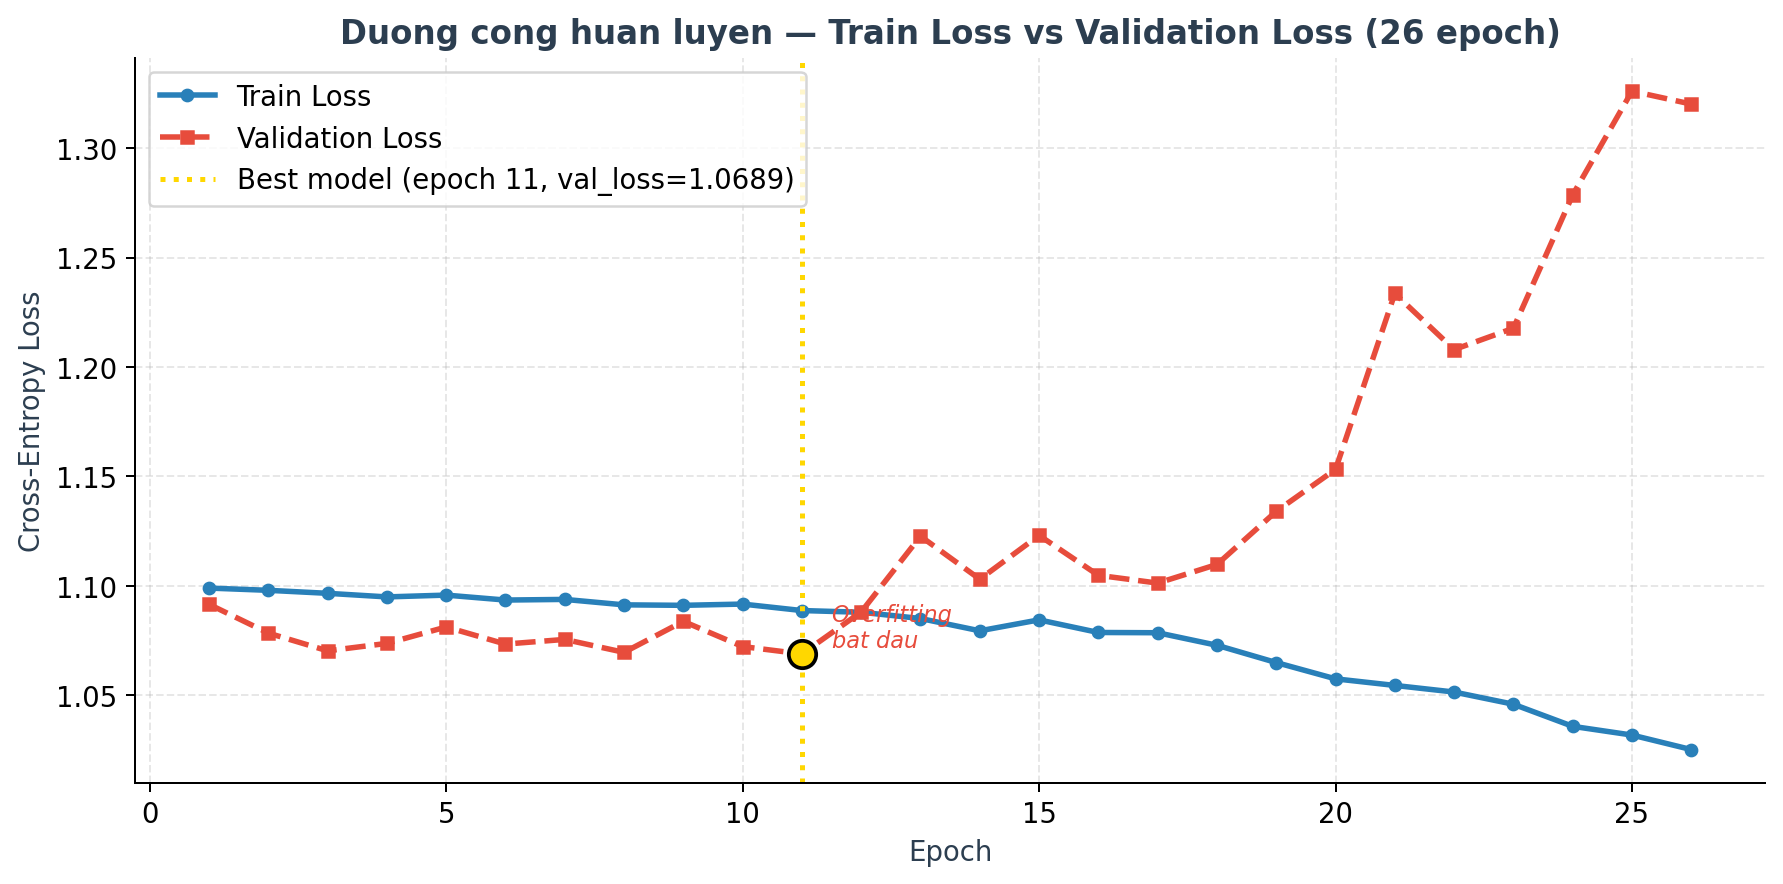 Duong cong huan luyen — Train Loss vs Validation Loss (26 epoch)
Train Loss
Validation Loss
Best model (epoch 11, val_loss=1.0689)
Cross-Entropy Loss
1.30
1.25
1.20
1.15
1.10
1.05
Overfitting
bat dau
0
5
10
15
20
25
Epoch